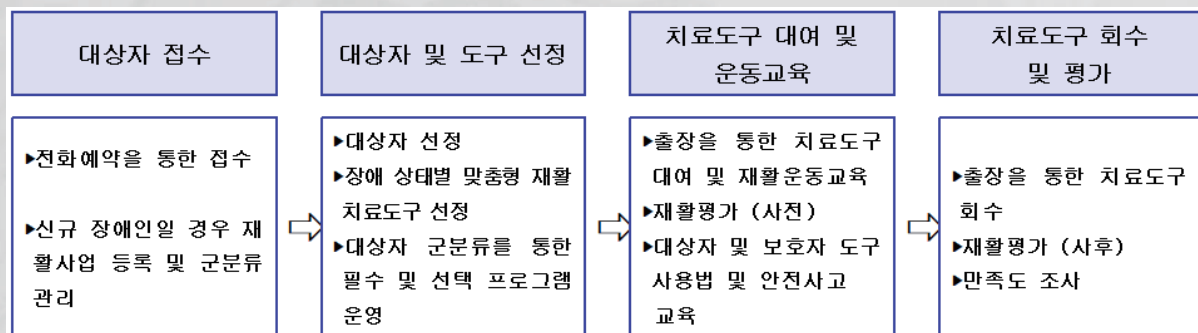 대상자 접수
▶전화예약을 통한 접수
▶신규 장애인일 경우 재
활사업 등록 및 군분류
관리
대상자 및 도구 선정
▶대상자 선정
▶장애 상태별 맞춤형 재활
치료도구 선정
▶대상자 군분류를 통한
필수 및 선택 프로그램
운영
치료도구 대여 및
운동교육
▶출장을 통한 치료도구
대여 및 재활운동교육
▶재활평가 (사전)
▶대상자 및 보호자 도구
사용법 및 안전사고
교육
치료도구 회수
및 평가
▶출장을 통한 치료도구
회수
▶재활평가 (사후)
▶만족도 조사